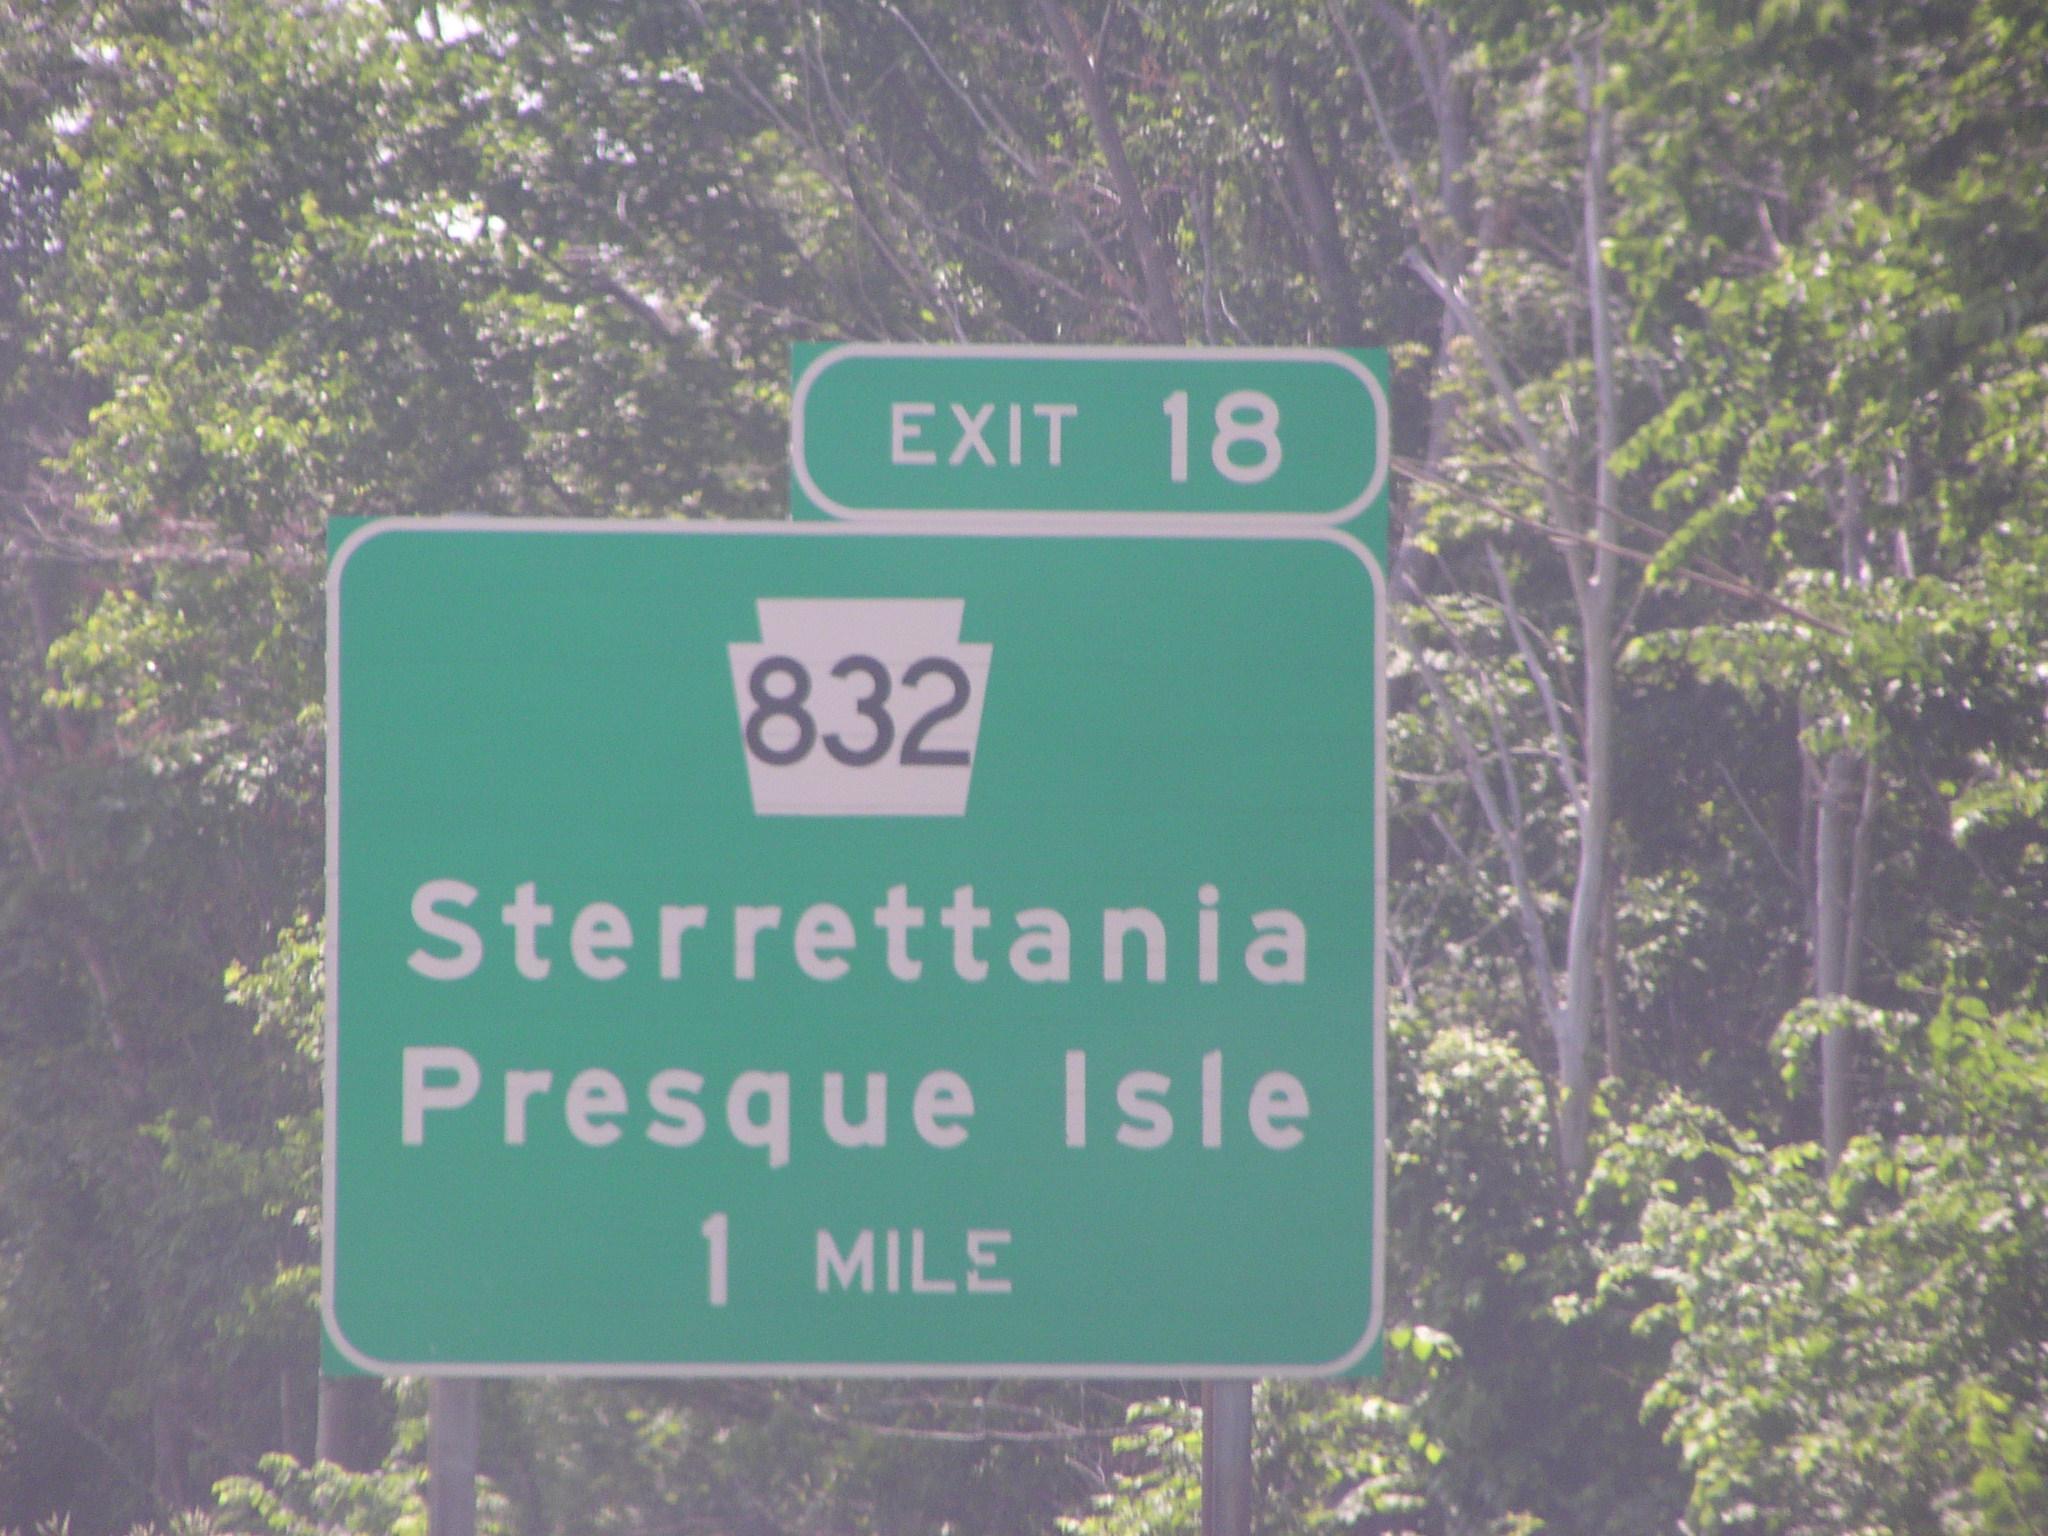 EXIT 18
832
Sterrettania
Presque Isle
1 MILE